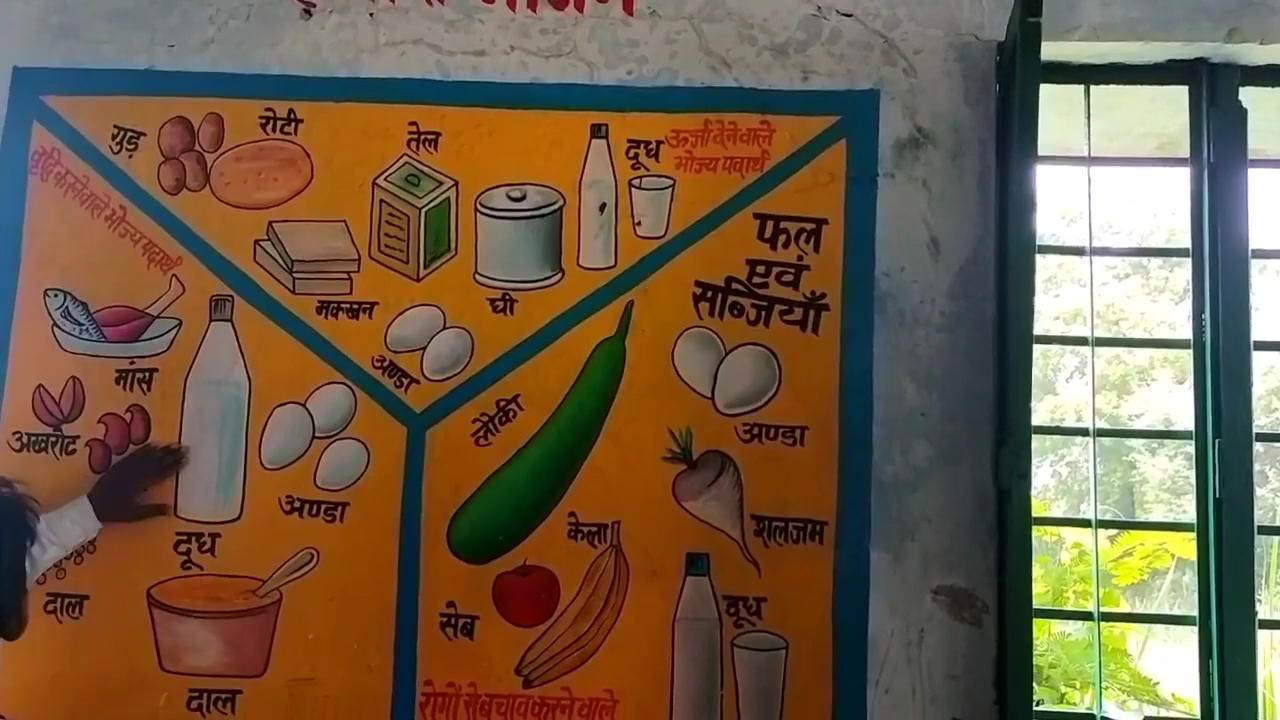 गुड़
रोटी
तेल
दूध
ऊर्जा देने वाले
भोज्य पदार्थ
मक्खन
घी
अण्डा
वृद्धि करने वाले भोज्य पदार्थ
मांस
अखरोट
अण्डा
दूध
दाल
दाल
फल
एवं
सब्जियाँ
लौकी
अण्डा
शलजम
केला
सेब
दूध
रोगों से बचाव करने वाले